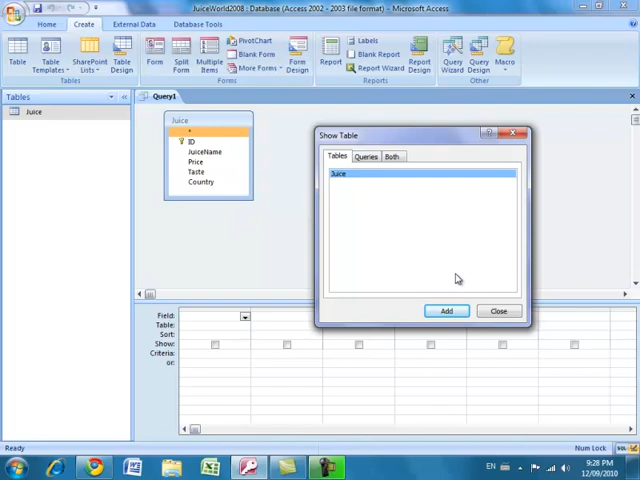 JuiceWorld2008 : Database (Access 2002 - 2003 file format) - Microsoft Access
Home Create External Data Database Tools
Table
Table Templates
SharePoint Lists
Table Design
Tables
Form
Split Form
Multiple Items
PivotChart
Blank Form
More Forms
Form Design
Forms
Report
Labels
Blank Report
Report Wizard
Report Design
Reports
Query Wizard
Query Design
Macro
Other
Tables
Juice
Query1
Juice
*
ID
JuiceName
Price
Taste
Country
Show Table
Tables Queries Both
Juice
Add Close
Field:
Table:
Sort:
Show:
Criteria:
or:
Ready Num Lock SQL
EN 9:28 PM
12/09/2010